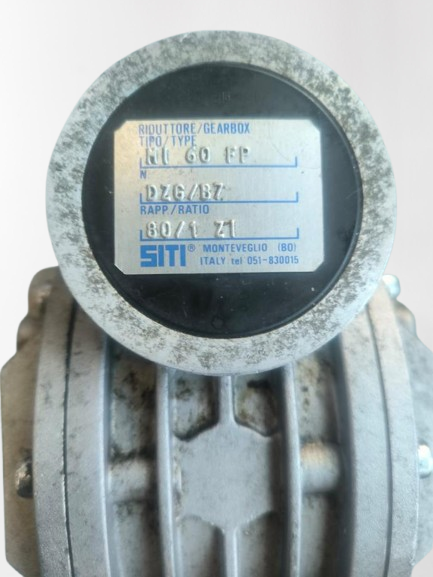 RIDUTTORE/GEARBOX
TIPO/TYPE
MI 60 FP
N
DZG/87
RAPP./RATIO
80/1 Z1
SITI® MONTEVEGLIO (BO)
ITALY tel 051-830015